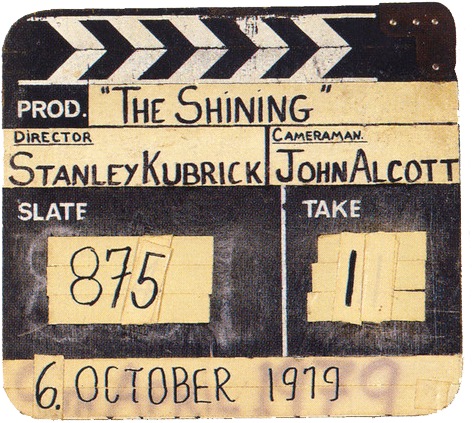 PROD. "THE SHINING"
DIRECTOR CAMERAMAN.
STANLEY KUBRICK JOHN ALCOTT
SLATE TAKE
875 1
6. OCTOBER 1979